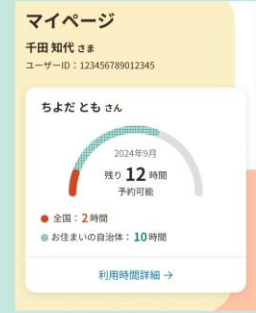 マイページ
千田 知代 さま
ユーザーID：123456789012345
ちよだ とも さん
2024年9月
残り 12 時間
予約可能
全国：2時間
お住まいの自治体：10時間
利用時間詳細 →